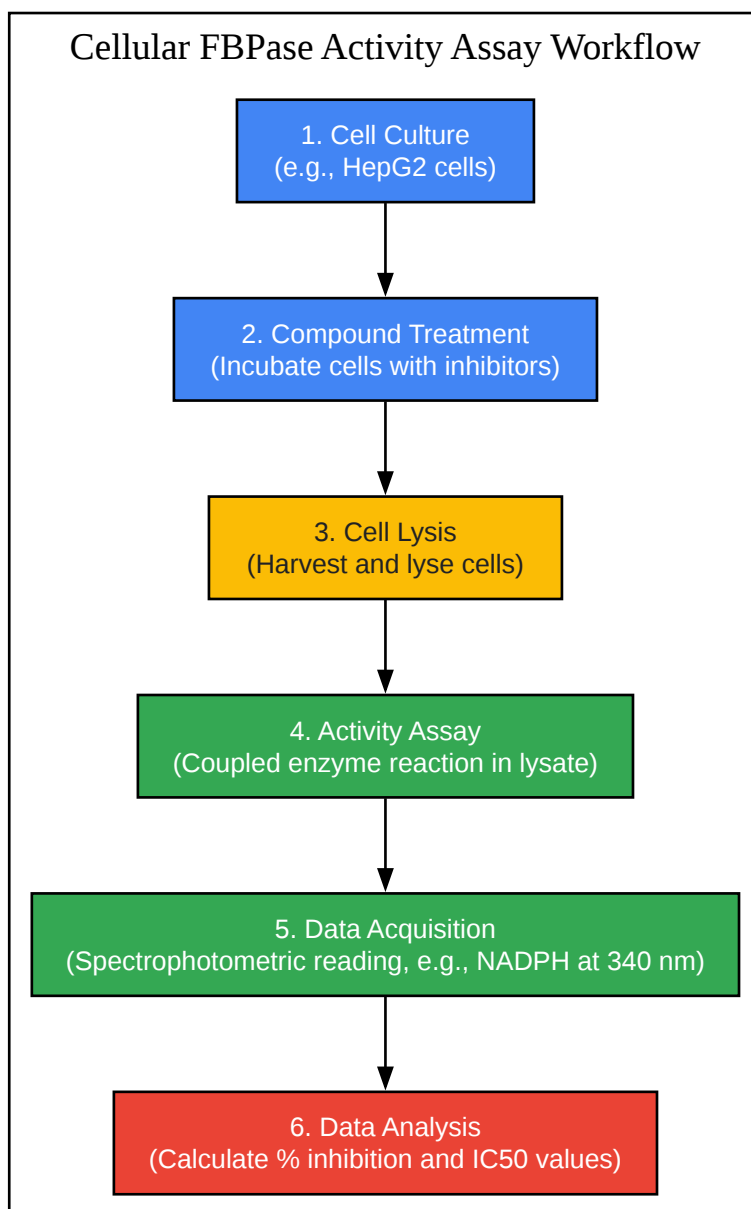 Cellular FBPase Activity Assay Workflow
1. Cell Culture
(e.g., HepG2 cells)
2. Compound Treatment
(Incubate cells with inhibitors)
3. Cell Lysis
(Harvest and lyse cells)
4. Activity Assay
(Coupled enzyme reaction in lysate)
5. Data Acquisition
(Spectrophotometric reading, e.g., NADPH at 340 nm)
6. Data Analysis
(Calculate % inhibition and IC50 values)